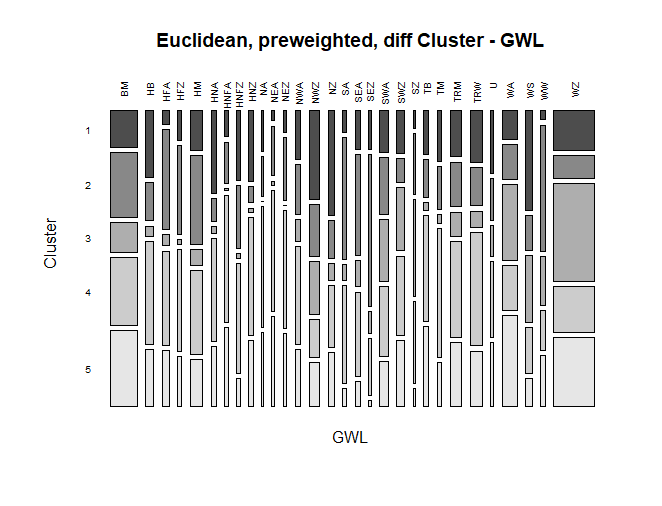 Euclidean, preweighted, diff Cluster - GWL
BM HB HFA HFZ HM HNA HNFA HNFZ HNZ NA NEA NEZ NWA NWZ NZ SA SEA SEZ SWA SWZ SZ TB TM TRM TRW U WA WS WW WZ
1
2
3
4
5
Cluster
GWL